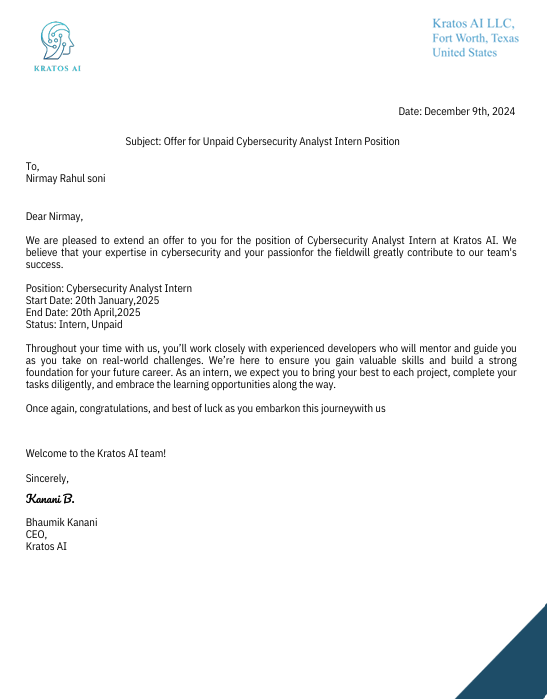 KRATOS AI
Kratos AI LLC,
Fort Worth, Texas
United States
Date: December 9th, 2024
Subject: Offer for Unpaid Cybersecurity Analyst Intern Position
To,
Nirmay Rahul soni
Dear Nirmay,
We are pleased to extend an offer to you for the position of Cybersecurity Analyst Intern at Kratos AI. We
believe that your expertise in cybersecurity and your passionfor the fieldwill greatly contribute to our team's
success.
Position: Cybersecurity Analyst Intern
Start Date: 20th January,2025
End Date: 20th April,2025
Status: Intern, Unpaid
Throughout your time with us, you’ll work closely with experienced developers who will mentor and guide you
as you take on real-world challenges. We’re here to ensure you gain valuable skills and build a strong
foundation for your future career. As an intern, we expect you to bring your best to each project, complete your
tasks diligently, and embrace the learning opportunities along the way.
Once again, congratulations, and best of luck as you embarkon this journeywith us
Welcome to the Kratos AI team!
Sincerely,
Kanani B.
Bhaumik Kanani
CEO,
Kratos AI